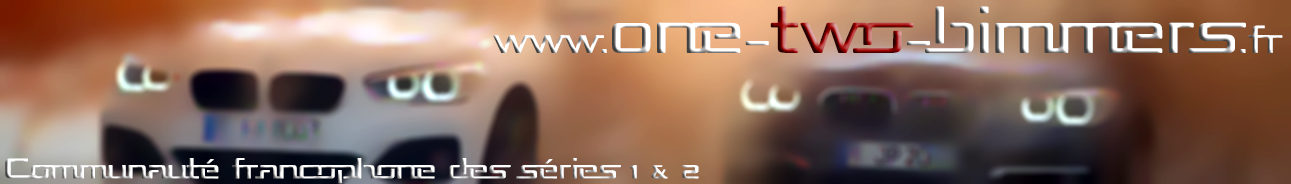 www.one-two-bimmers.fr
Communauté francophone des séries 1 & 2